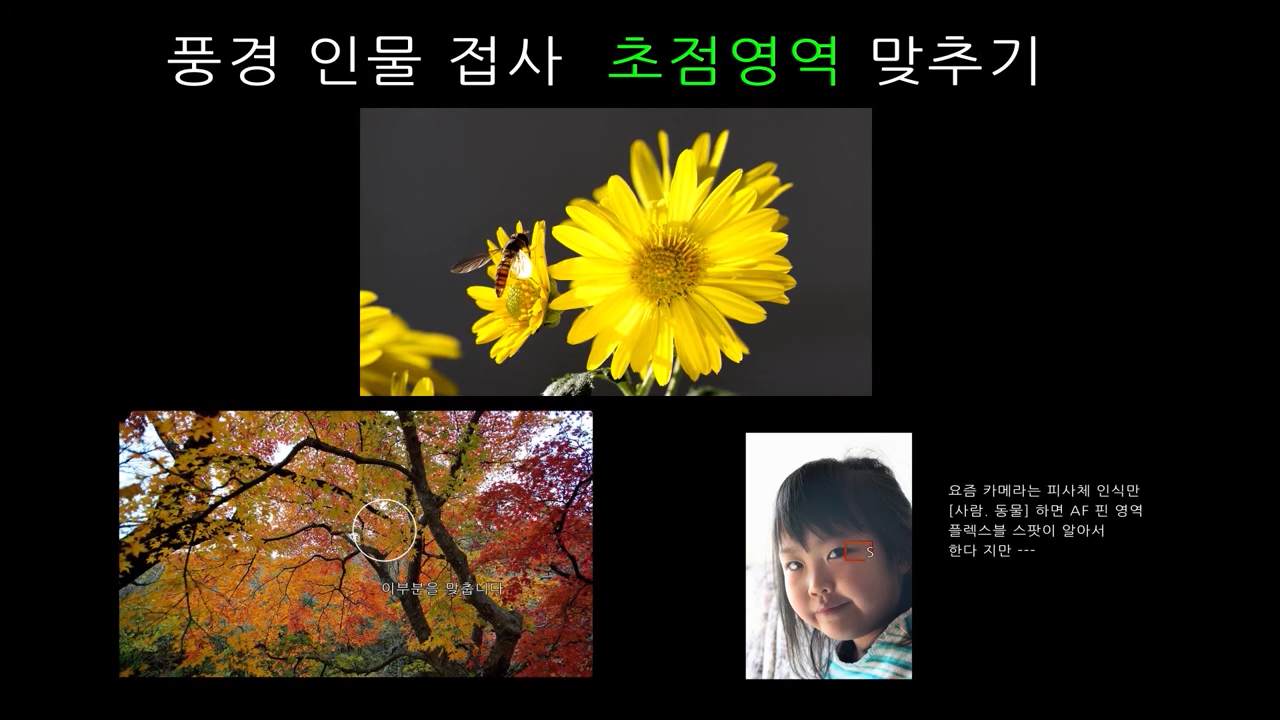 풍경 인물 접사 초점영역 맞추기
이부분을 맞춥니다
S
요즘 카메라는 피사체 인식만
[사람. 동물] 하면 AF 핀 영역
플렉스블 스팟이 알아서
한다 지만 ---